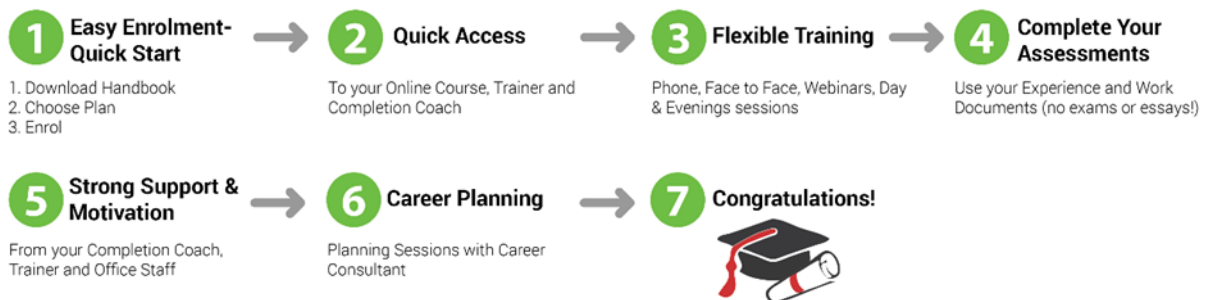 1
Easy Enrolment-
Quick Start
1. Download Handbook
2. Choose Plan
3. Enrol
2
Quick Access
To your Online Course, Trainer and
Completion Coach
3
Flexible Training
Phone, Face to Face, Webinars, Day
& Evenings sessions
4
Complete Your
Assessments
Use your Experience and Work
Documents (no exams or essays!)
5
Strong Support &
Motivation
From your Completion Coach,
Trainer and Office Staff
6
Career Planning
Planning Sessions with Career
Consultant
7
Congratulations!